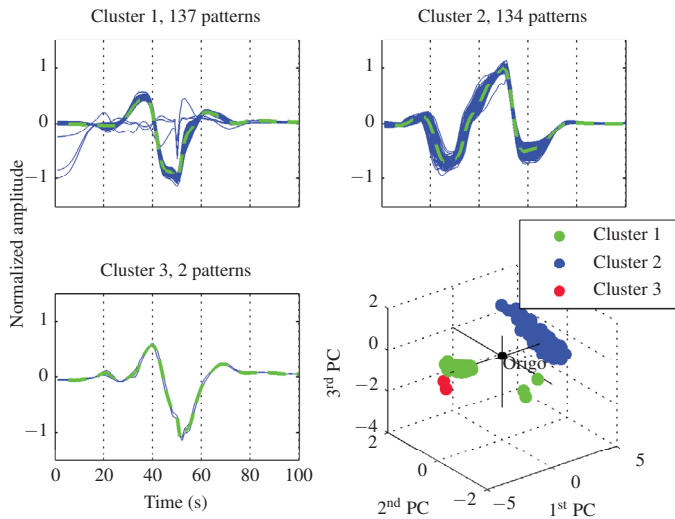 Cluster 1, 137 patterns
Cluster 2, 134 patterns
1
0
−1
1
0
−1
Normalized amplitude
Cluster 3, 2 patterns
1
0
−1
0 20 40 60 80 100
Time (s)
Cluster 1
Cluster 2
Cluster 3
2
0
−2
−4
3rd PC
Origo
2
0
−2
2nd PC
−5
0
5
1st PC